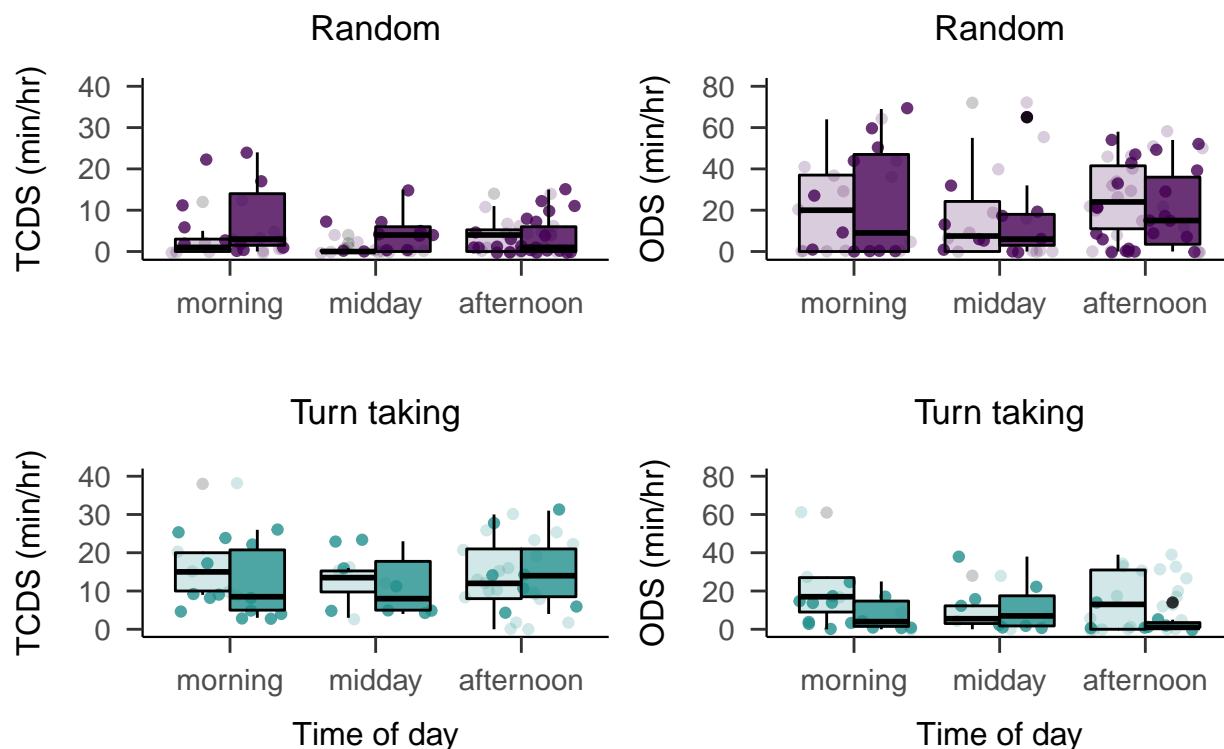 Random
TCDS (min/hr)
40
30
20
10
0
morning midday afternoon
Random
ODS (min/hr)
80
60
40
20
0
morning midday afternoon
Turn taking
TCDS (min/hr)
40
30
20
10
0
morning midday afternoon
Time of day
Turn taking
ODS (min/hr)
80
60
40
20
0
morning midday afternoon
Time of day